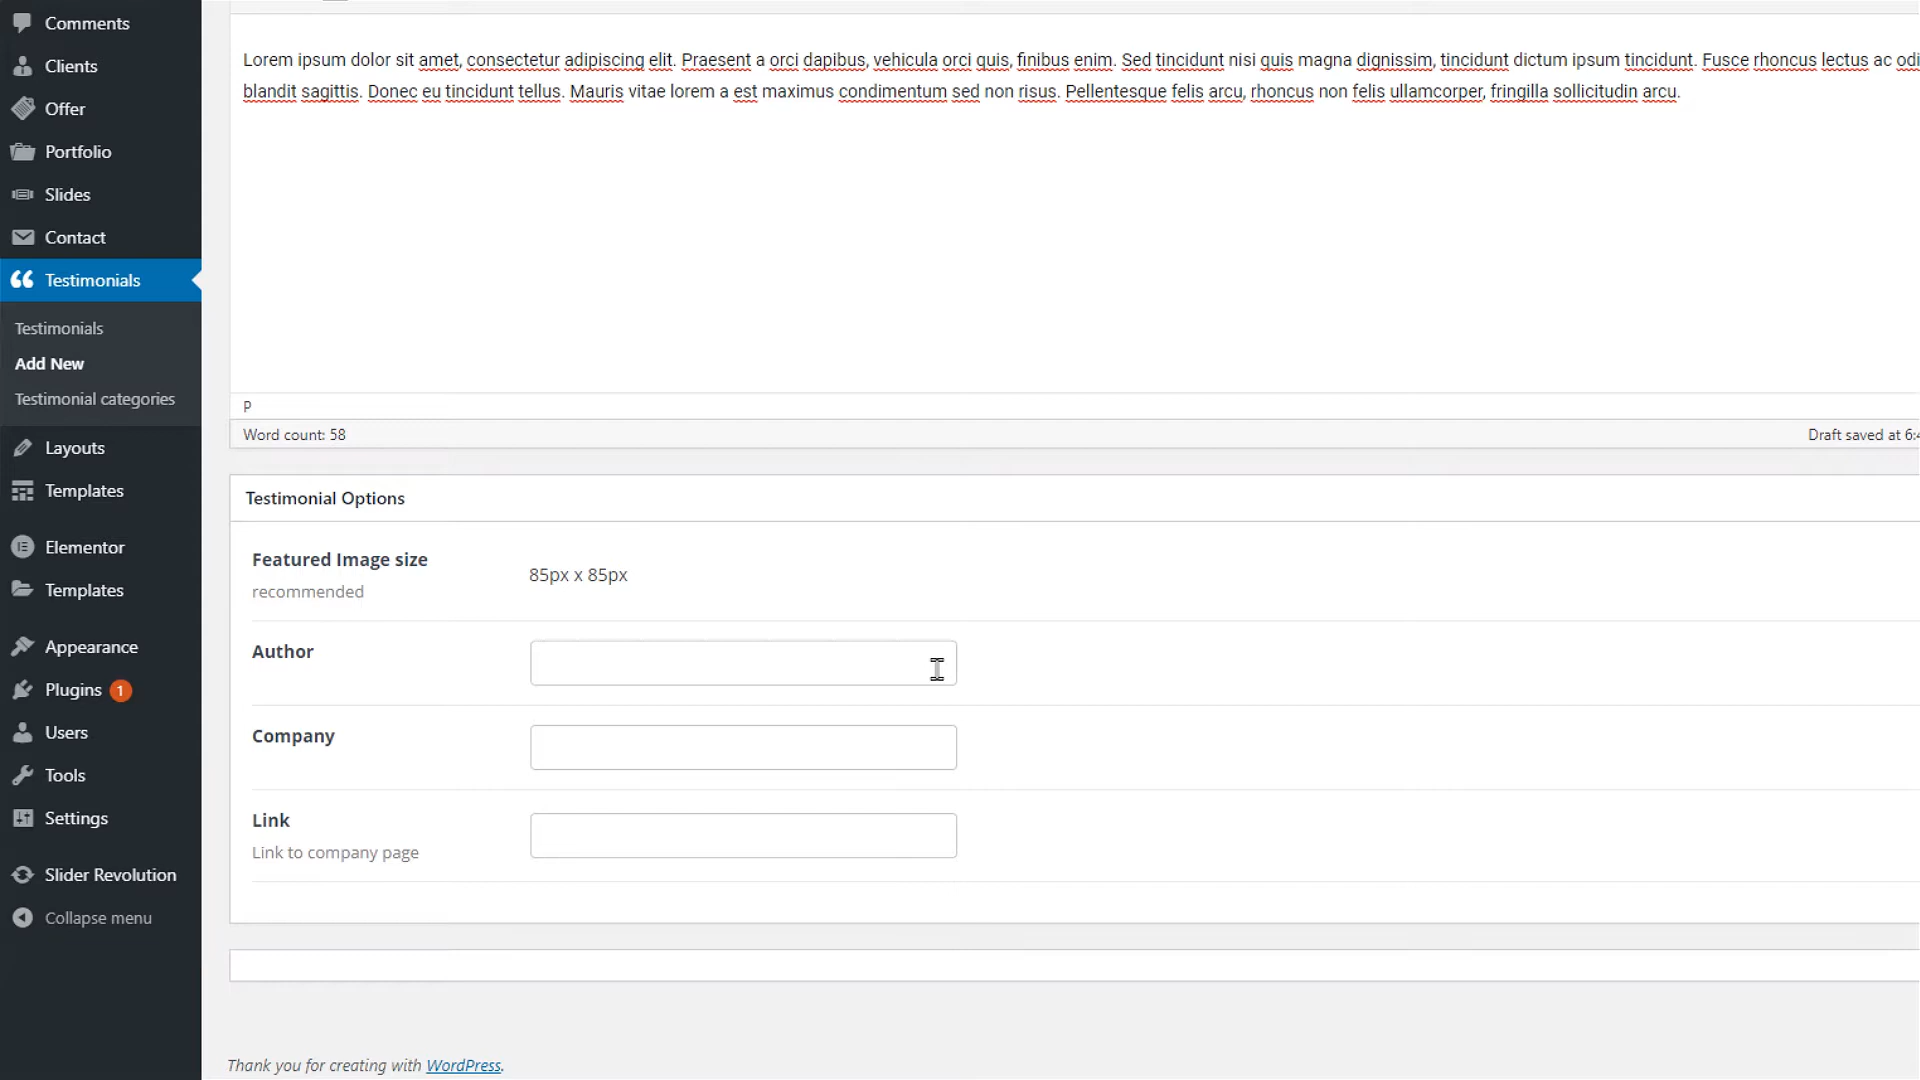 Comments
Clients
Offer
Portfolio
Slides
Contact
Testimonials
Testimonials
Add New
Testimonial categories
Layouts
Templates
Elementor
Templates
Appearance
Plugins 1
Users
Tools
Settings
Slider Revolution
Collapse menu
Lorem ipsum dolor sit amet, consectetur adipiscing elit. Praesent a orci dapibus, vehicula orci quis, finibus enim. Sed tincidunt nisi quis magna dignissim, tincidunt dictum ipsum tincidunt. Fusce rhoncus lectus ac odi
blandit sagittis. Donec eu tincidunt tellus. Mauris vitae lorem a est maximus condimentum sed non risus. Pellentesque felis arcu, rhoncus non felis ullamcorper, fringilla sollicitudin arcu.
P
Word count: 58
Draft saved at 6:4
Testimonial Options
Featured Image size
recommended
85px x 85px
Author
Company
Link
Link to company page
Thank you for creating with WordPress.